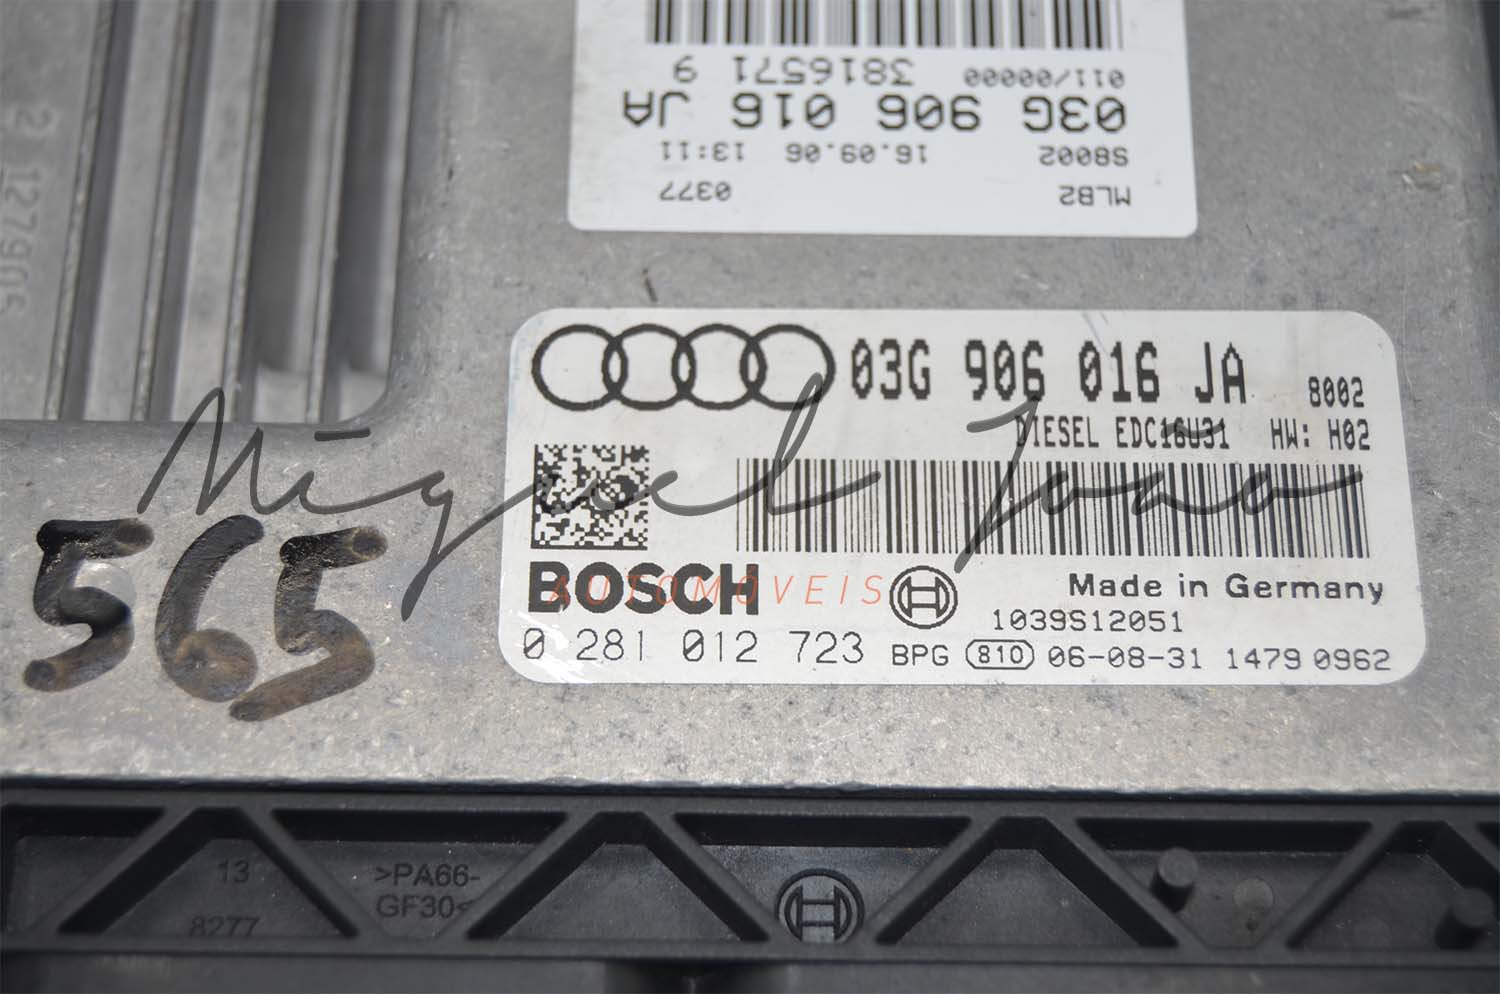 011/00000 3816571 9
03G 906 016 JA
S8002 16.09.06 13:11
MLB2 0377
03G 906 016 JA 8002
DIESEL EDC16U31 HW: H02
Miguel João
AUTOMÓVEIS
565
BOSCH
Made in Germany
1039S12051
0 281 012 723 BPG 810 06-08-31 1479 0962
13
8277
>PA66-
GF30<